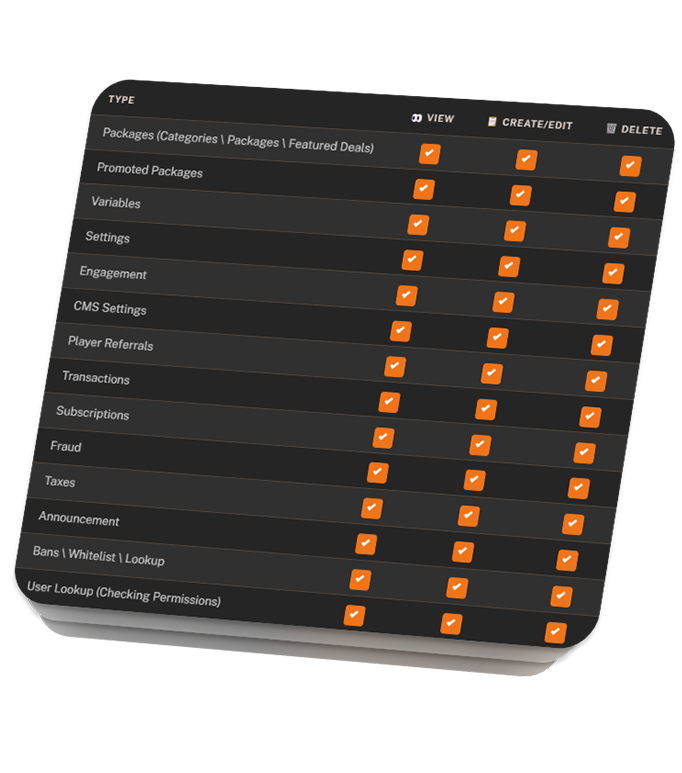 TYPE VIEW CREATE/EDIT DELETE
Packages (Categories \ Packages \ Featured Deals)
Promoted Packages
Variables
Settings
Engagement
CMS Settings
Player Referrals
Transactions
Subscriptions
Fraud
Taxes
Announcement
Bans \ Whitelist \ Lookup
User Lookup (Checking Permissions)